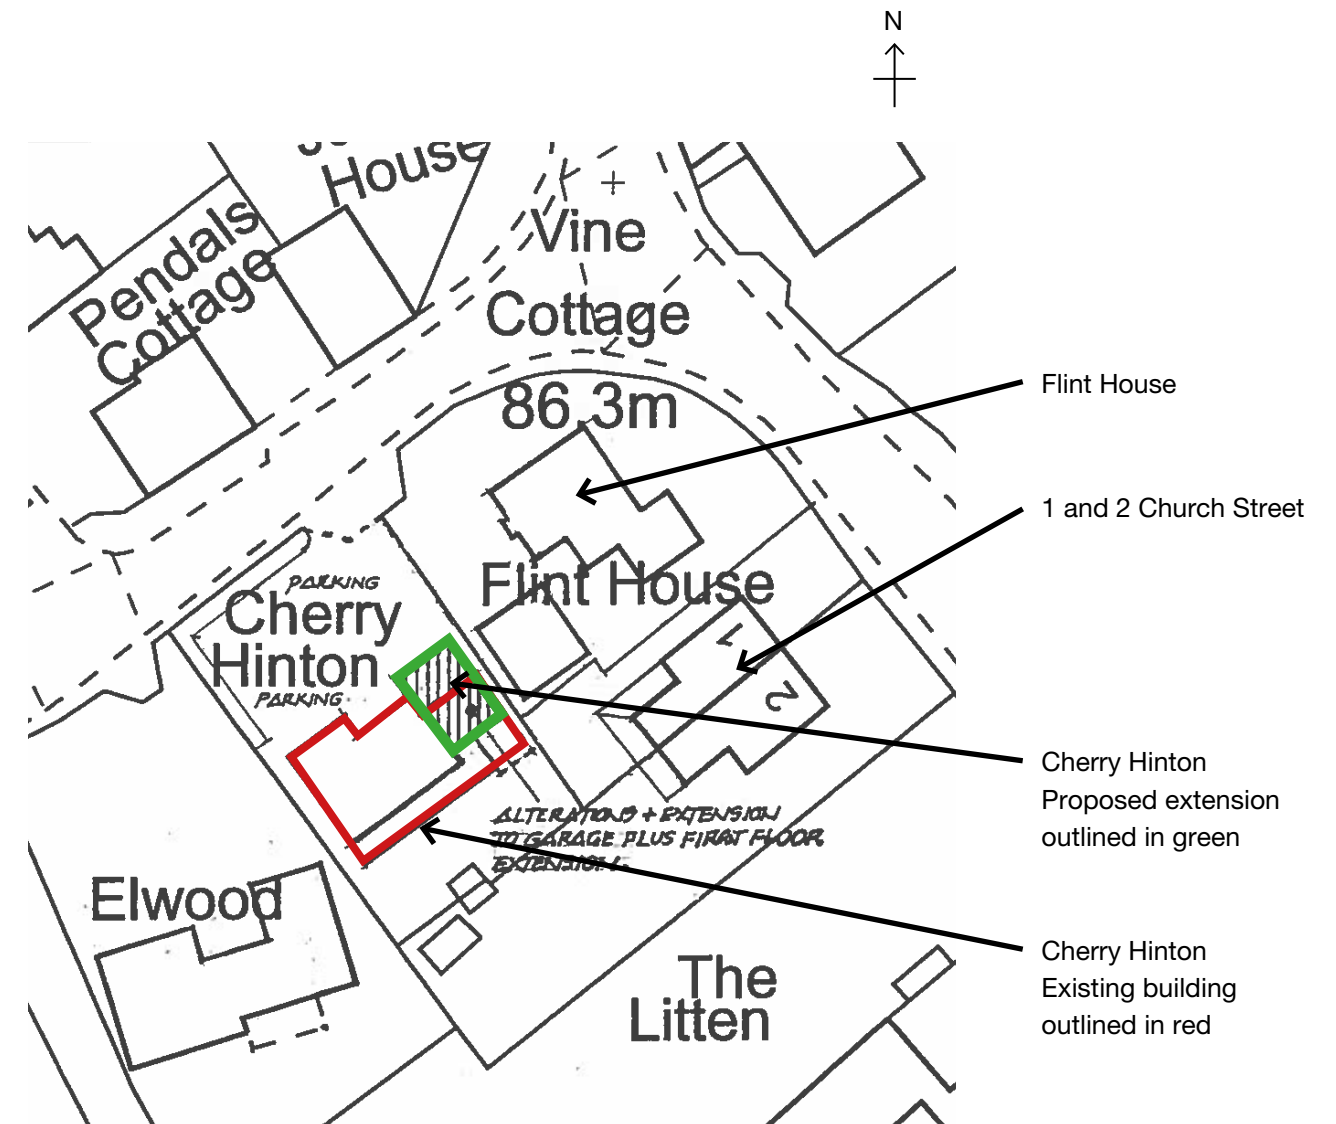 N
House
Pendals
Cottage
Vine
Cottage
86.3m
Flint House
1 and 2 Church Street
PARKING
Cherry
Hinton
PARKING
Flint House
1
2
Cherry Hinton
Proposed extension
outlined in green
ALTERATIONS + EXTENSION
TO GARAGE PLUS FIRST FLOOR
EXTENSION.
Elwood
The
Litten
Cherry Hinton
Existing building
outlined in red